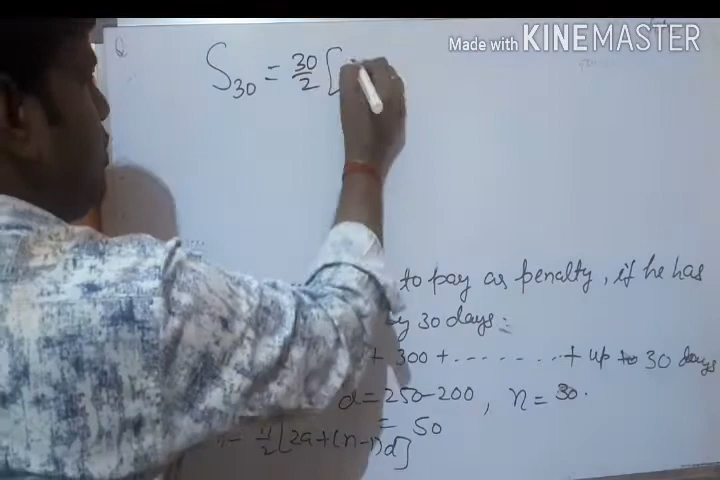 Made with KINEMASTER
S₃₀ = 30/2 [
to pay as penalty, if he has
by 30 days.
+ 300 + ......... + up to 30 days
d = 250-200 , n = 30.
= 50
n/2 [2a+(n-1)d]